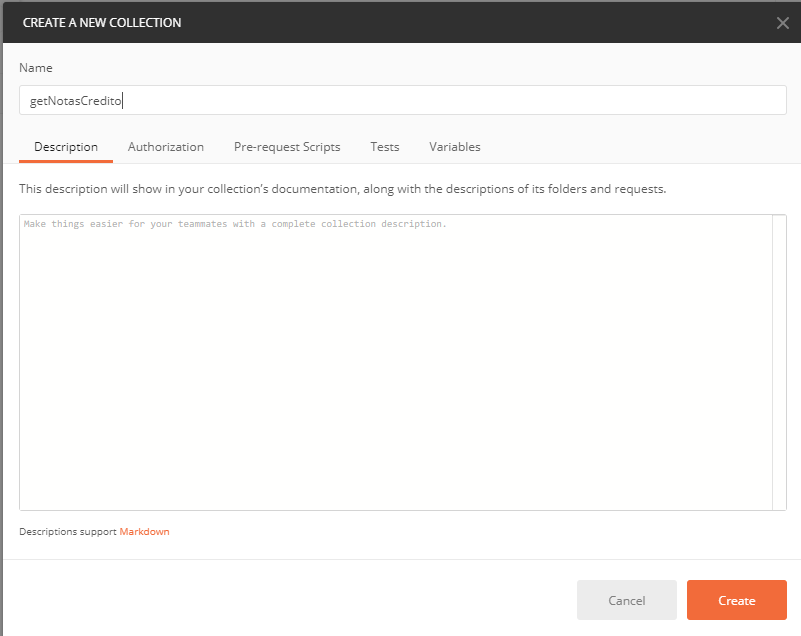 CREATE A NEW COLLECTION
Name
getNotasCredito
Description Authorization Pre-request Scripts Tests Variables
This description will show in your collection's documentation, along with the descriptions of its folders and requests.
Make things easier for your teammates with a complete collection description.
Descriptions support Markdown
Cancel Create